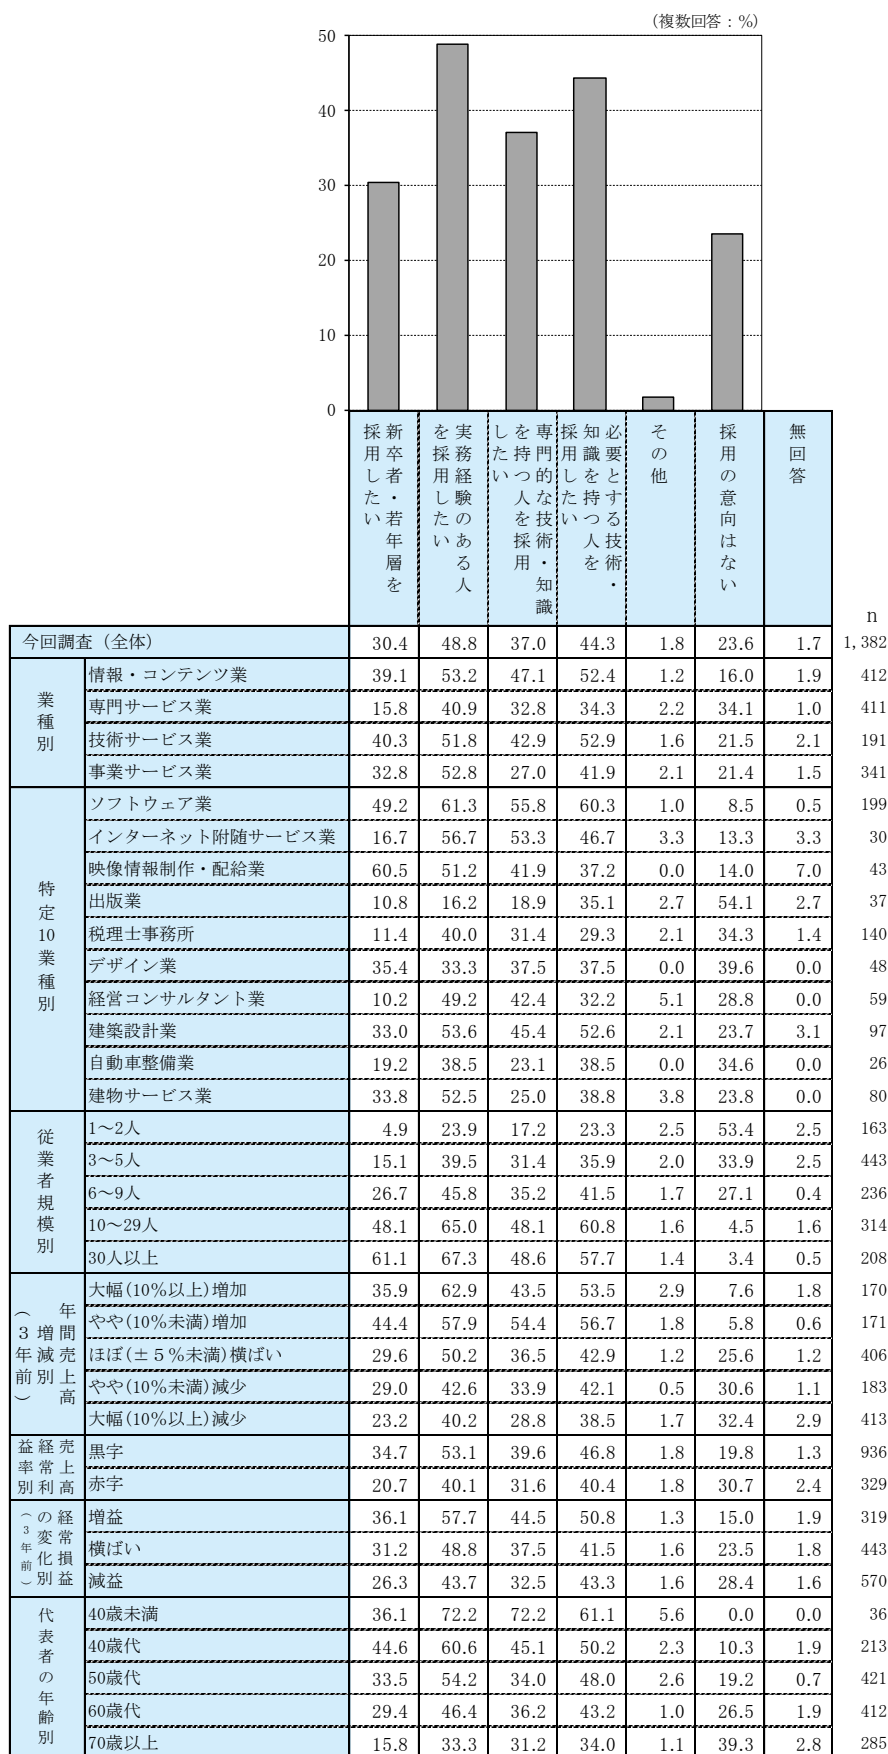 （複数回答：％）
50
40
30
20
10
0
新卒者・若年層を
採用したい
実務経験のある人
を採用したい
専門的な技術・知識
を持つ人を採用
したい
必要とする技術・
知識を持つ人を
採用したい
その他
採用の意向はない
無回答
n
今回調査（全体） 30.4 48.8 37.0 44.3 1.8 23.6 1.7 1,382
業種別
情報・コンテンツ業 39.1 53.2 47.1 52.4 1.2 16.0 1.9 412
専門サービス業 15.8 40.9 32.8 34.3 2.2 34.1 1.0 411
技術サービス業 40.3 51.8 42.9 52.9 1.6 21.5 2.1 191
事業サービス業 32.8 52.8 27.0 41.9 2.1 21.4 1.5 341
特定10業種別
ソフトウェア業 49.2 61.3 55.8 60.3 1.0 8.5 0.5 199
インターネット附随サービス業 16.7 56.7 53.3 46.7 3.3 13.3 3.3 30
映像情報制作・配給業 60.5 51.2 41.9 37.2 0.0 14.0 7.0 43
出版業 10.8 16.2 18.9 35.1 2.7 54.1 2.7 37
税理士事務所 11.4 40.0 31.4 29.3 2.1 34.3 1.4 140
デザイン業 35.4 33.3 37.5 37.5 0.0 39.6 0.0 48
経営コンサルタント業 10.2 49.2 42.4 32.2 5.1 28.8 0.0 59
建築設計業 33.0 53.6 45.4 52.6 2.1 23.7 3.1 97
自動車整備業 19.2 38.5 23.1 38.5 0.0 34.6 0.0 26
建物サービス業 33.8 52.5 25.0 38.8 3.8 23.8 0.0 80
従業者規模別
1～2人 4.9 23.9 17.2 23.3 2.5 53.4 2.5 163
3～5人 15.1 39.5 31.4 35.9 2.0 33.9 2.5 443
6～9人 26.7 45.8 35.2 41.5 1.7 27.1 0.4 236
10～29人 48.1 65.0 48.1 60.8 1.6 4.5 1.6 314
30人以上 61.1 67.3 48.6 57.7 1.4 3.4 0.5 208
年間売上高
増減別
（３年前）
大幅(10％以上)増加 35.9 62.9 43.5 53.5 2.9 7.6 1.8 170
やや(10％未満)増加 44.4 57.9 54.4 56.7 1.8 5.8 0.6 171
ほぼ(±５％未満)横ばい 29.6 50.2 36.5 42.9 1.2 25.6 1.2 406
やや(10％未満)減少 29.0 42.6 33.9 42.1 0.5 30.6 1.1 183
大幅(10％以上)減少 23.2 40.2 28.8 38.5 1.7 32.4 2.9 413
売上高
経常利
益率別
黒字 34.7 53.1 39.6 46.8 1.8 19.8 1.3 936
赤字 20.7 40.1 31.6 40.4 1.8 30.7 2.4 329
経常損益
の変化別
（3年前）
増益 36.1 57.7 44.5 50.8 1.3 15.0 1.9 319
横ばい 31.2 48.8 37.5 41.5 1.6 23.5 1.8 443
減益 26.3 43.7 32.5 43.3 1.6 28.4 1.6 570
代表者の年齢別
40歳未満 36.1 72.2 72.2 61.1 5.6 0.0 0.0 36
40歳代 44.6 60.6 45.1 50.2 2.3 10.3 1.9 213
50歳代 33.5 54.2 34.0 48.0 2.6 19.2 0.7 421
60歳代 29.4 46.4 36.2 43.2 1.0 26.5 1.9 412
70歳以上 15.8 33.3 31.2 34.0 1.1 39.3 2.8 285